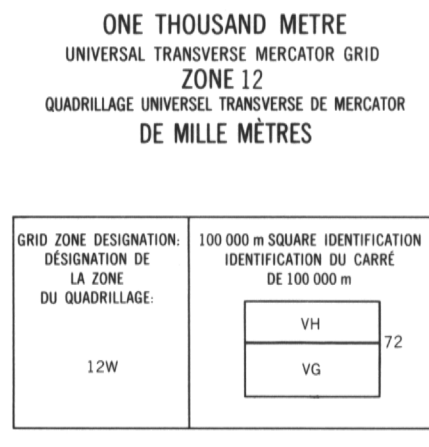 ONE THOUSAND METRE
UNIVERSAL TRANSVERSE MERCATOR GRID
ZONE 12
QUADRILLAGE UNIVERSEL TRANSVERSE DE MERCATOR
DE MILLE MÈTRES
GRID ZONE DESIGNATION:
DÉSIGNATION DE
LA ZONE
DU QUADRILLAGE:
12W
100 000 m SQUARE IDENTIFICATION
IDENTIFICATION DU CARRÉ
DE 100 000 m
VH
72
VG